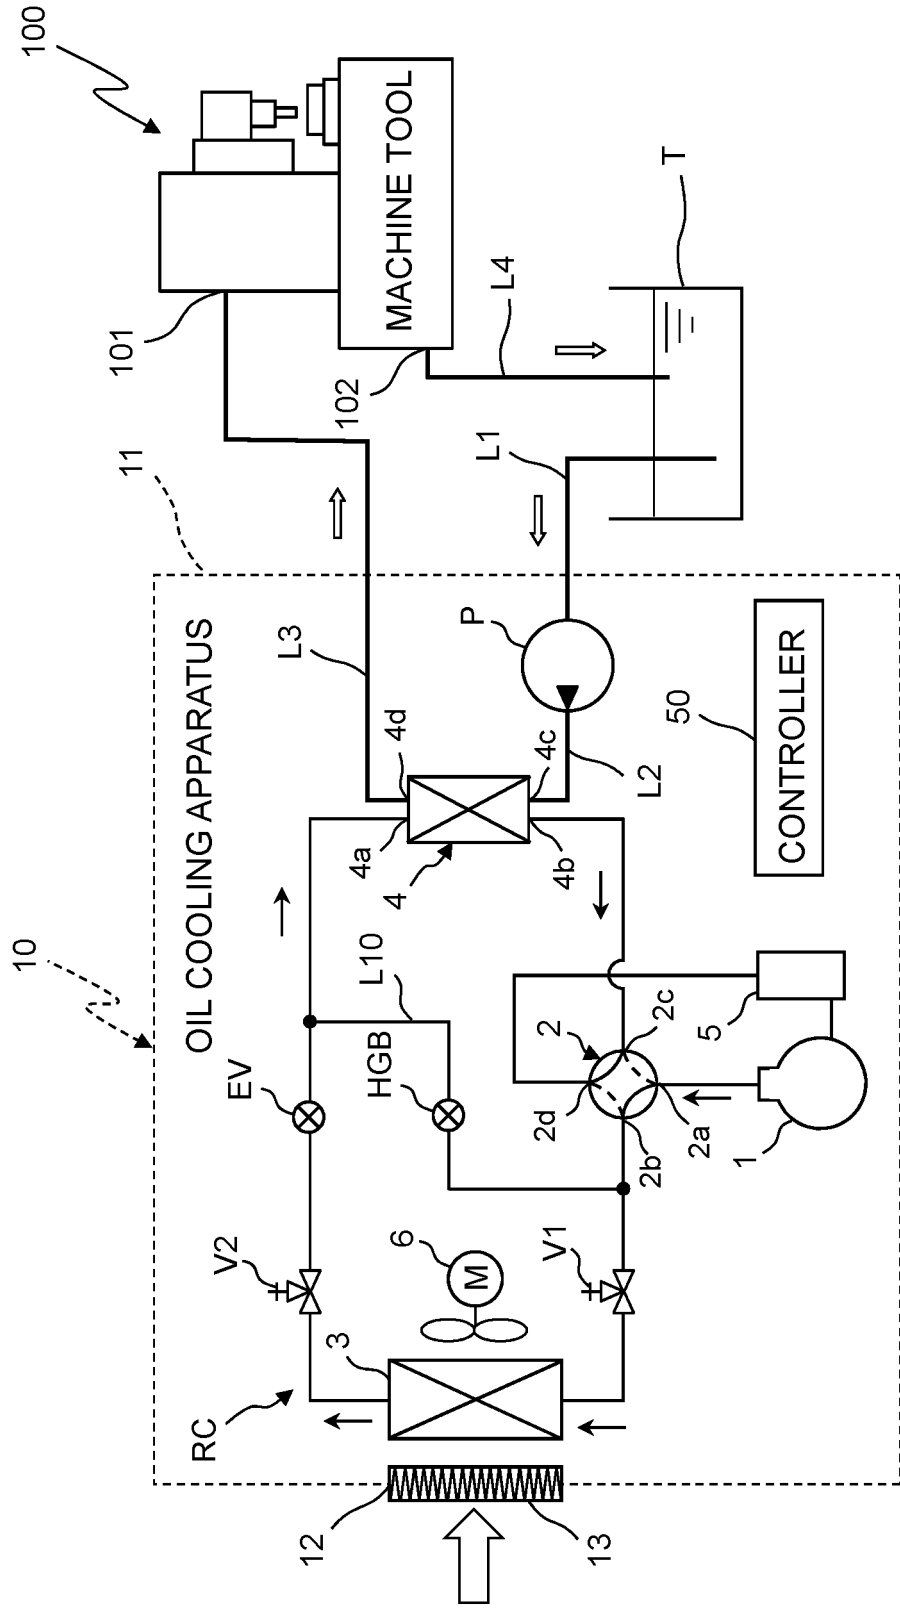 100
10
OIL COOLING APPARATUS
11
101
MACHINE TOOL
102
RC
V2
EV
L3
L4
T
L1
12
13
3
6
M
HGB
L10
4a
4d
4
4b
4c
P
L2
V1
2
2d
2b
2a
2c
1
5
50
CONTROLLER